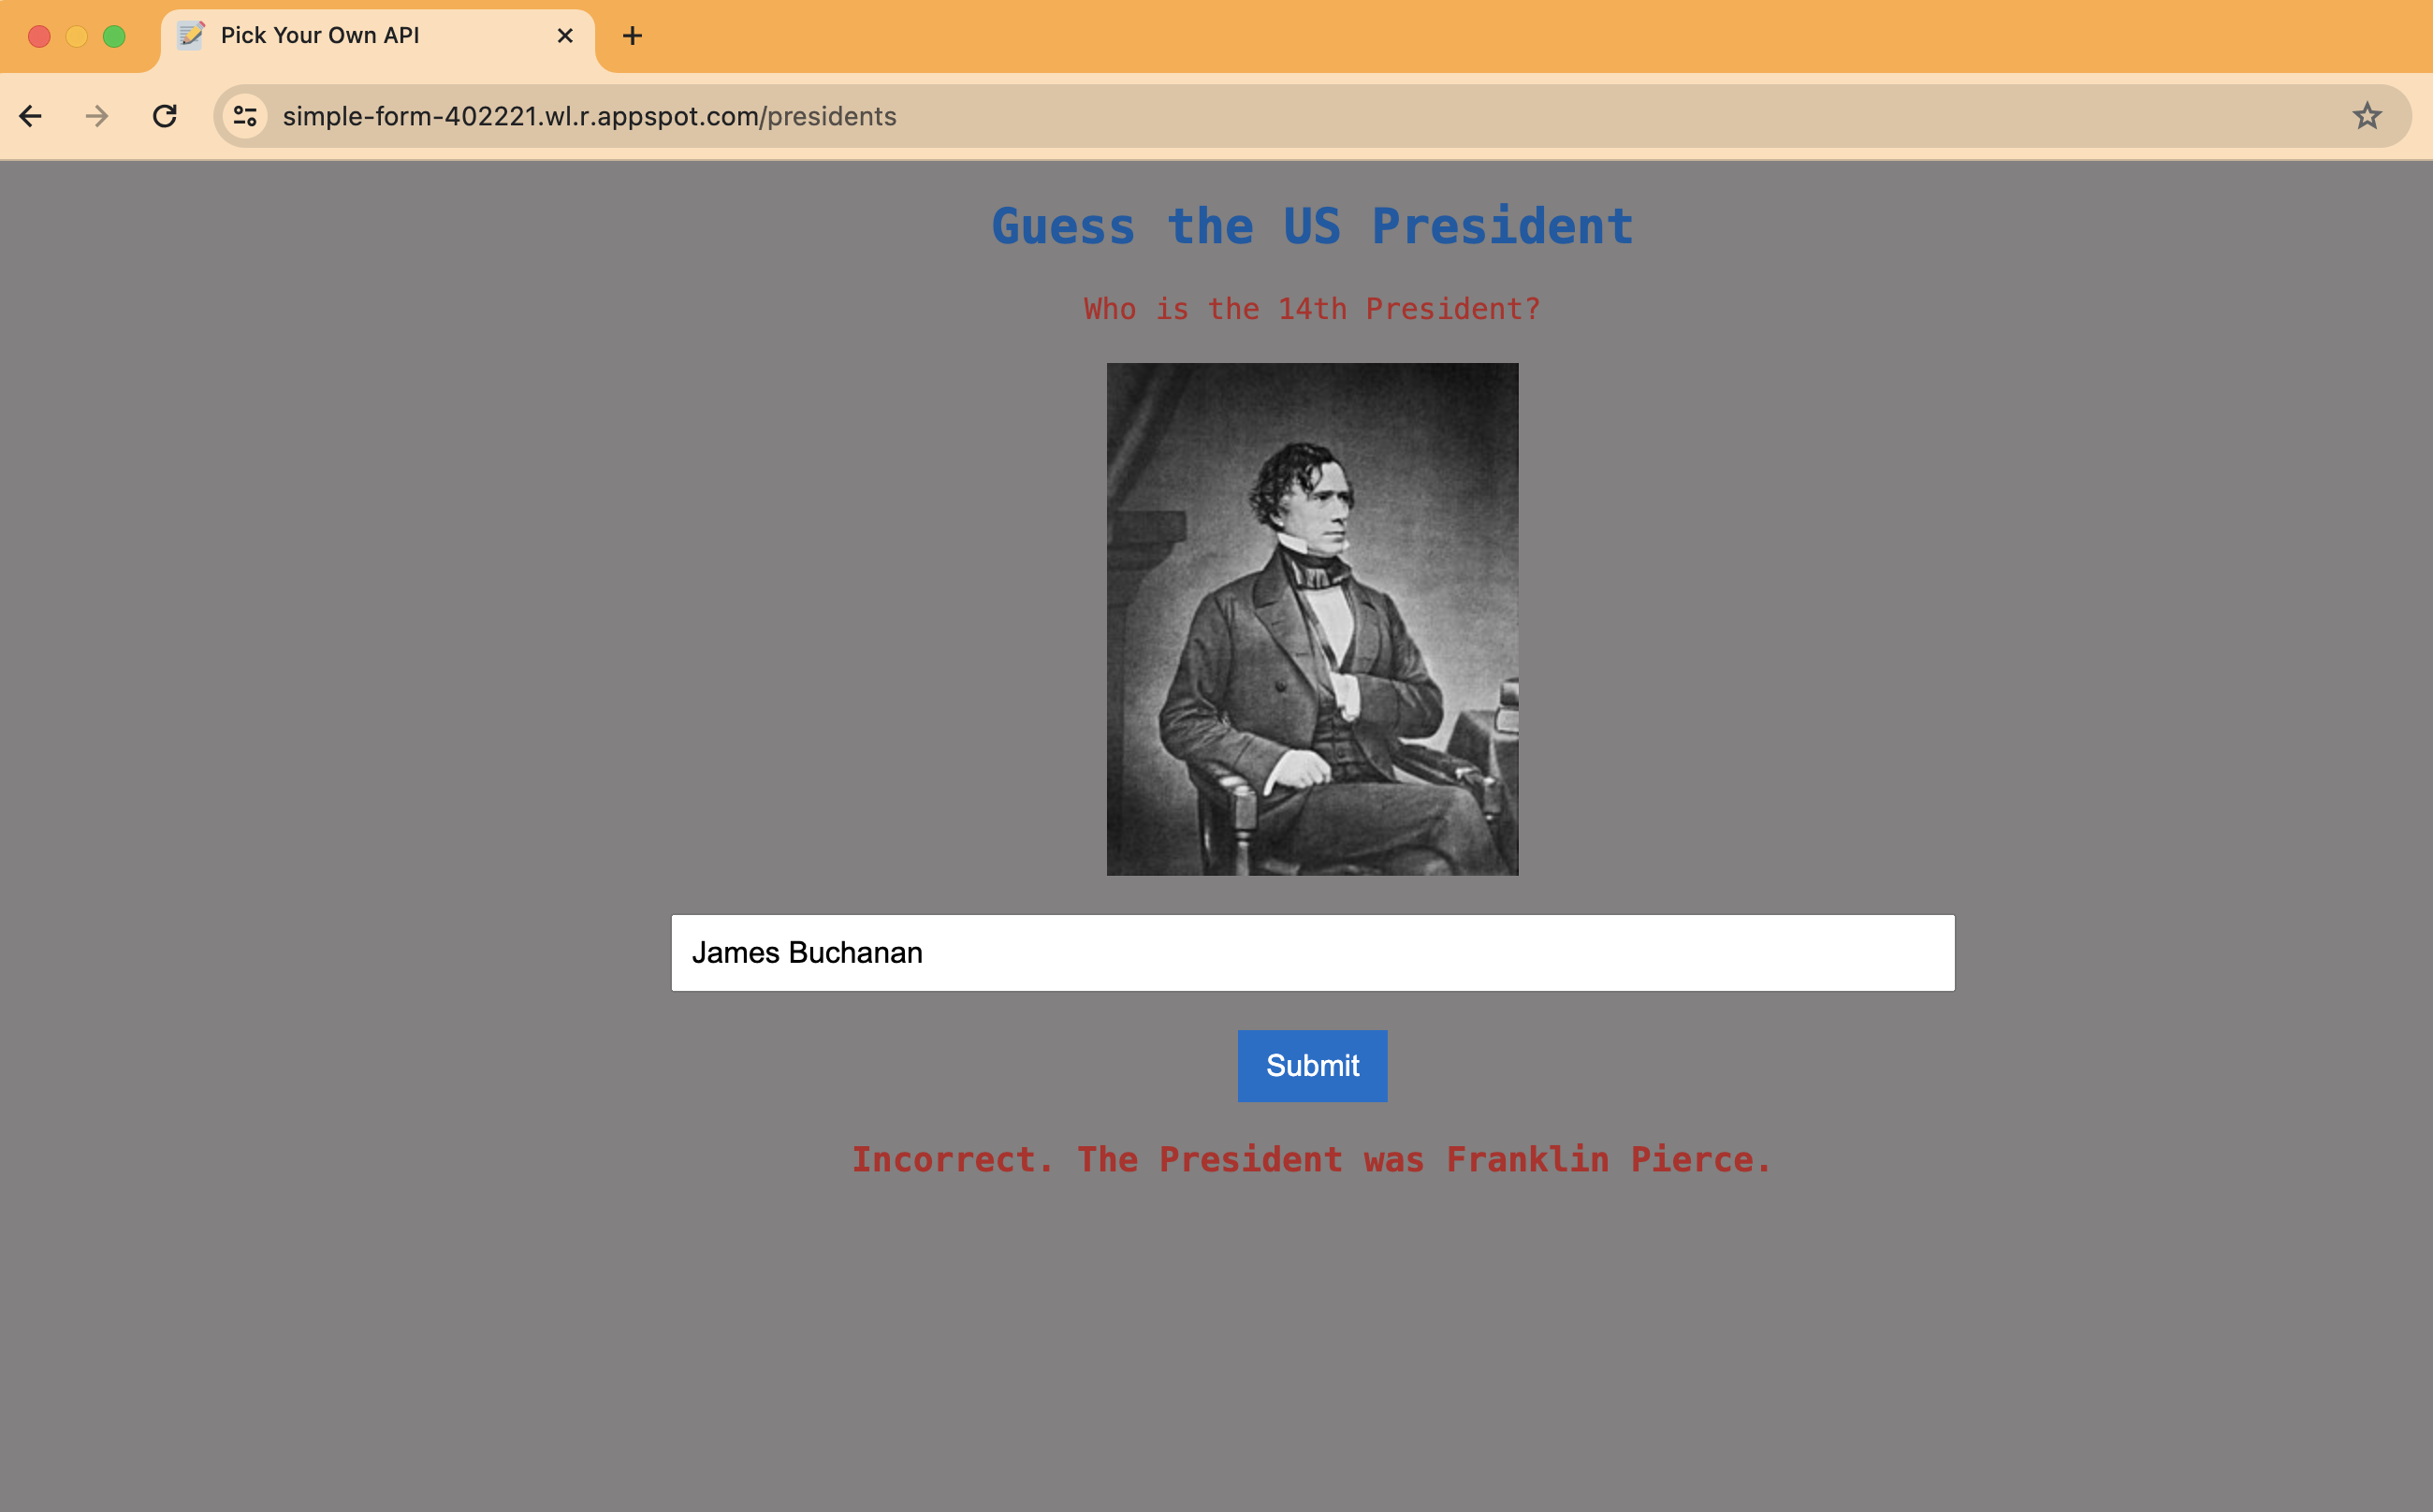 Pick Your Own API
simple-form-402221.wl.r.appspot.com/presidents
Guess the US President
Who is the 14th President?
James Buchanan
Submit
Incorrect. The President was Franklin Pierce.